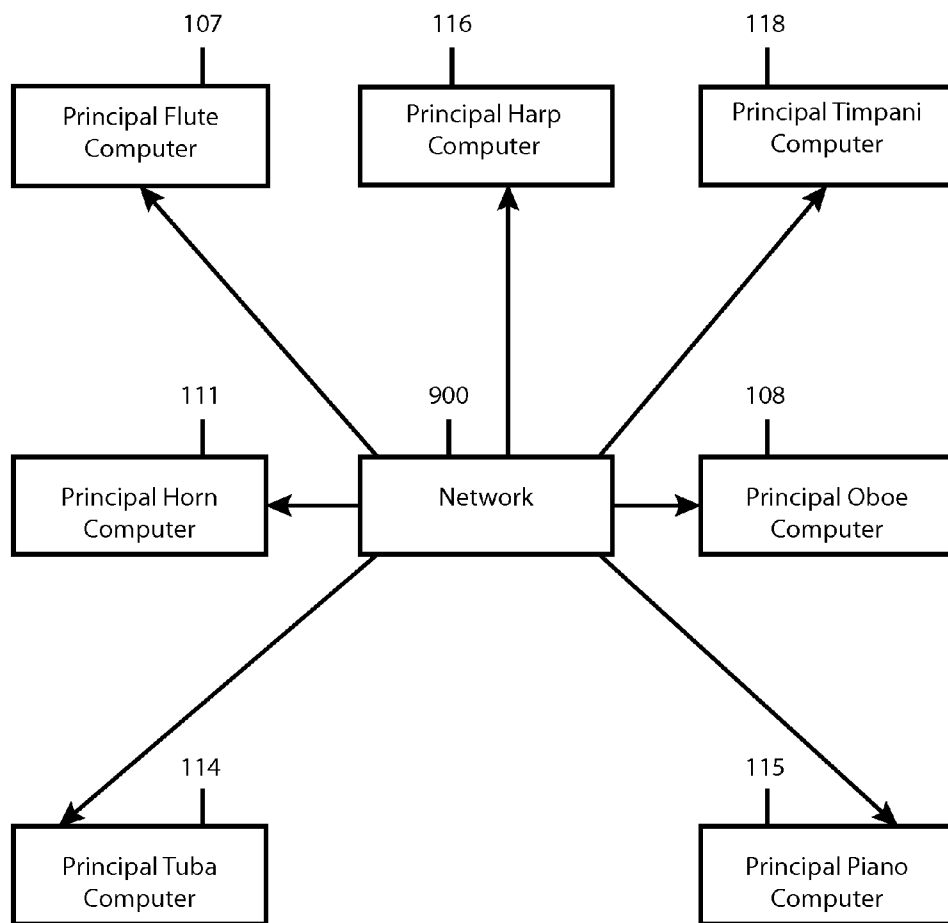 107
116
118
Principal Flute
Computer
Principal Harp
Computer
Principal Timpani
Computer
111
900
108
Principal Horn
Computer
Network
Principal Oboe
Computer
114
115
Principal Tuba
Computer
Principal Piano
Computer